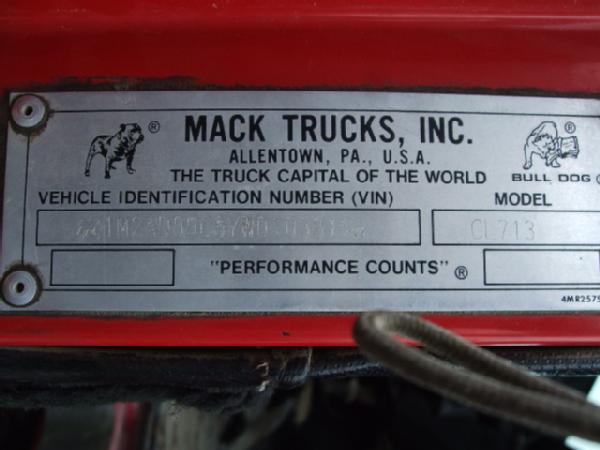 MACK TRUCKS, INC.
ALLENTOWN, PA., U.S.A.
THE TRUCK CAPITAL OF THE WORLD
BULL DOG ®
VEHICLE IDENTIFICATION NUMBER (VIN)
MODEL
CL713
"PERFORMANCE COUNTS" ®